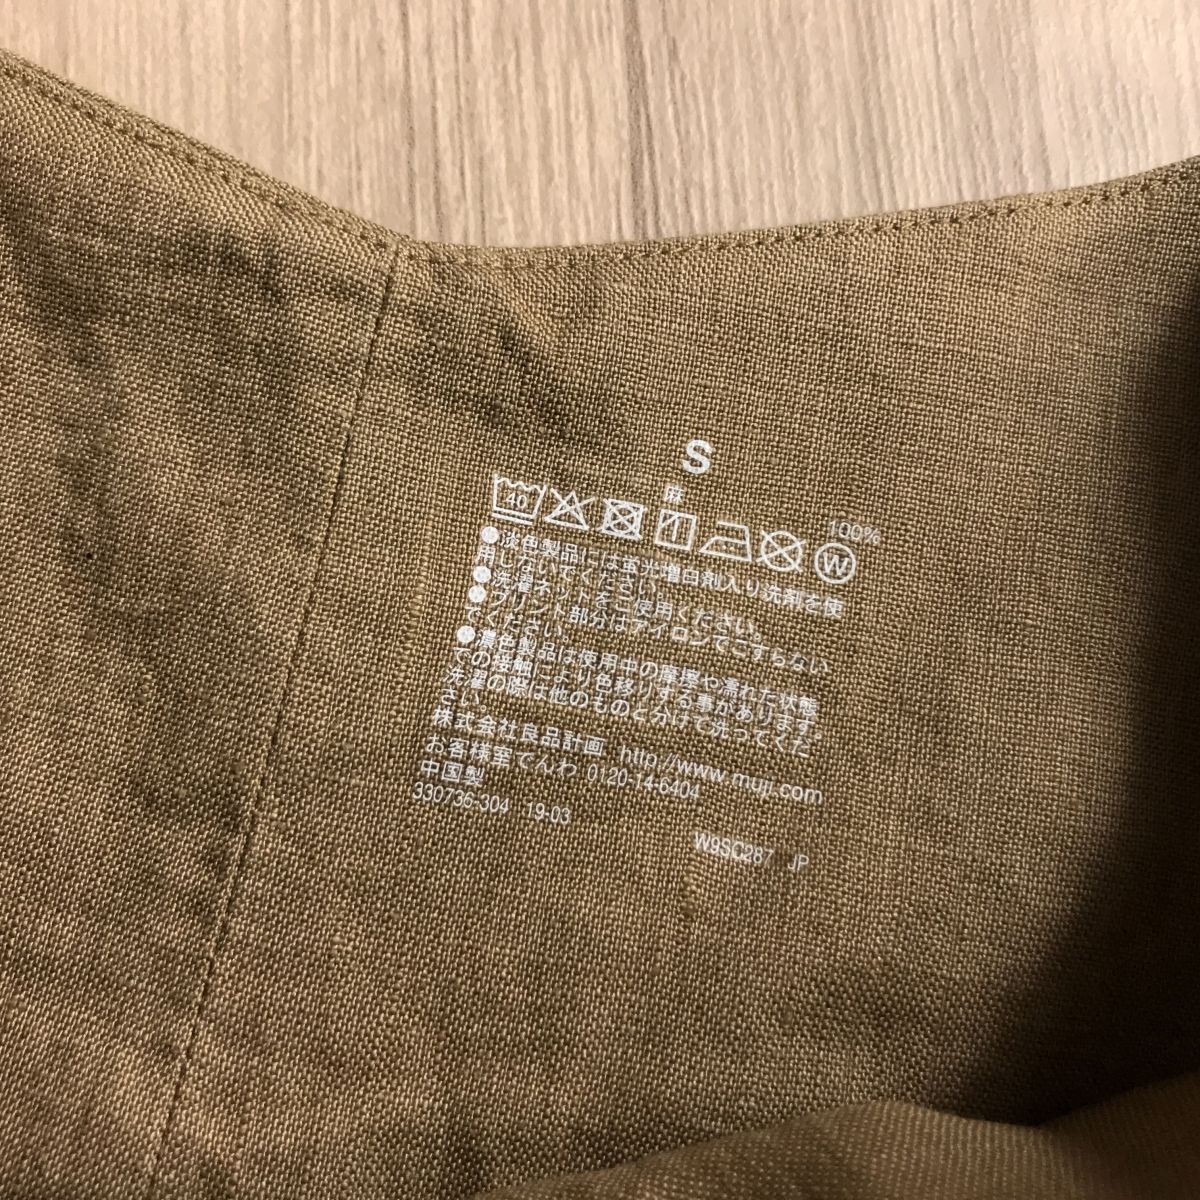 S
麻 100%
40 W
●淡色製品には蛍光増白剤入り洗剤を使
用しないでください。
●洗濯ネットをご使用ください。
●プリント部分はアイロンでこすらない
でください。
●濃色製品は使用中の摩擦や濡れた状態
での接触により色移りする事があります。
洗濯の際は他のものと分けて洗ってくだ
さい。
株式会社良品計画 http://www.muji.com
お客様室でんわ 0120-14-6404
中国製
330736-304 19-03
W9SC287 JP